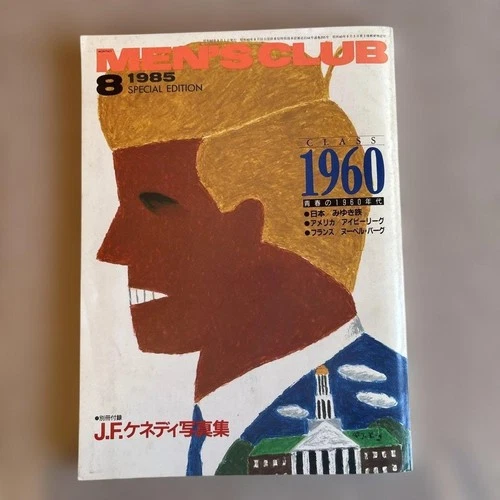 MEN'S CLUB
8 1985
SPECIAL EDITION
CLASS
1960
青春の1960年代
●日本 みゆき族
●アメリカ アイビーリーグ
●フランス ヌーベル・バーグ
●別冊付録
J.F.ケネディ写真集